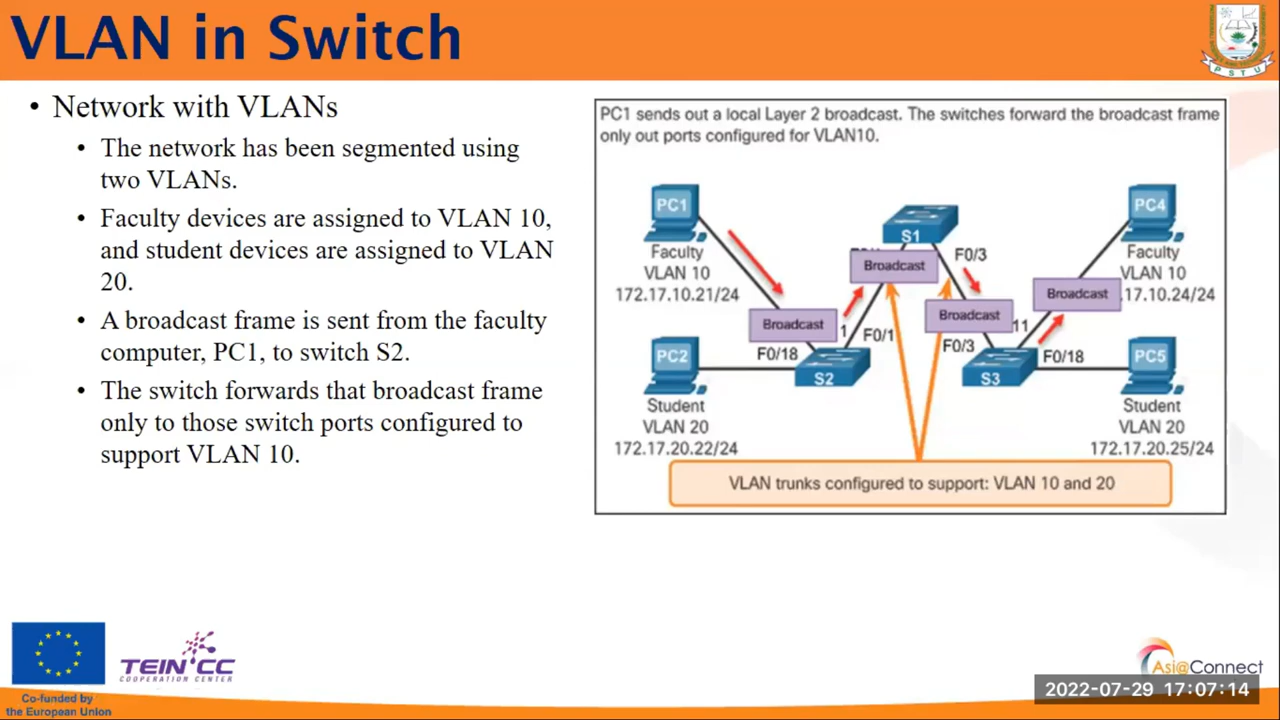 VLAN in Switch
• Network with VLANs
• The network has been segmented using
two VLANs.
• Faculty devices are assigned to VLAN 10,
and student devices are assigned to VLAN
20.
• A broadcast frame is sent from the faculty
computer, PC1, to switch S2.
• The switch forwards that broadcast frame
only to those switch ports configured to
support VLAN 10.
PC1 sends out a local Layer 2 broadcast. The switches forward the broadcast frame
only out ports configured for VLAN10.
PC1
Faculty
VLAN 10
172.17.10.21/24
PC2
Student
VLAN 20
172.17.20.22/24
Broadcast
F0/18
S2
1
F0/1
Broadcast
S1
F0/3
Broadcast
F0/3
S3
11
Broadcast
F0/18
PC4
Faculty
VLAN 10
.17.10.24/24
PC5
Student
VLAN 20
172.17.20.25/24
VLAN trunks configured to support: VLAN 10 and 20
PSTU
Co-funded by
the European Union
TEIN*CC
COOPERATION CENTER
Asi@Connect
2022-07-29 17:07:14